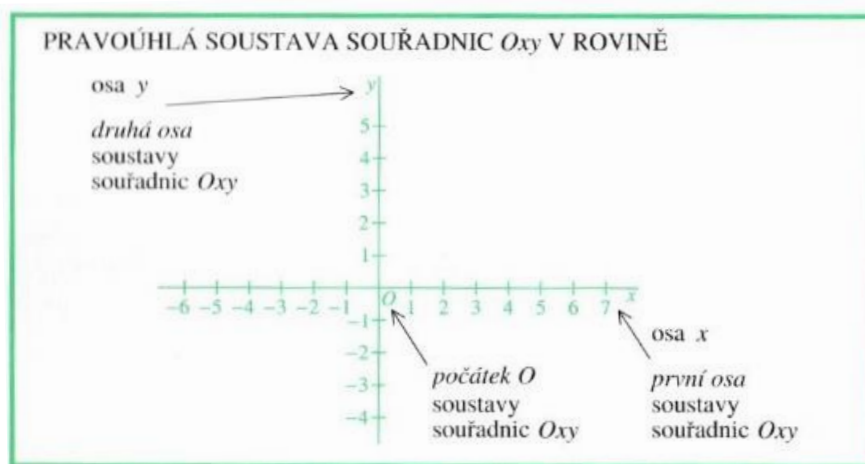 PRAVOÚHLÁ SOUSTAVA SOUŘADNIC Oxy V ROVINĚ
osa y
y
druhá osa
soustavy
souřadnic Oxy
5
4
3
2
1
-6 -5 -4 -3 -2 -1 O 1 2 3 4 5 6 7 x
-1
-2
-3
-4
osa x
počátek O
soustavy
souřadnic Oxy
první osa
soustavy
souřadnic Oxy